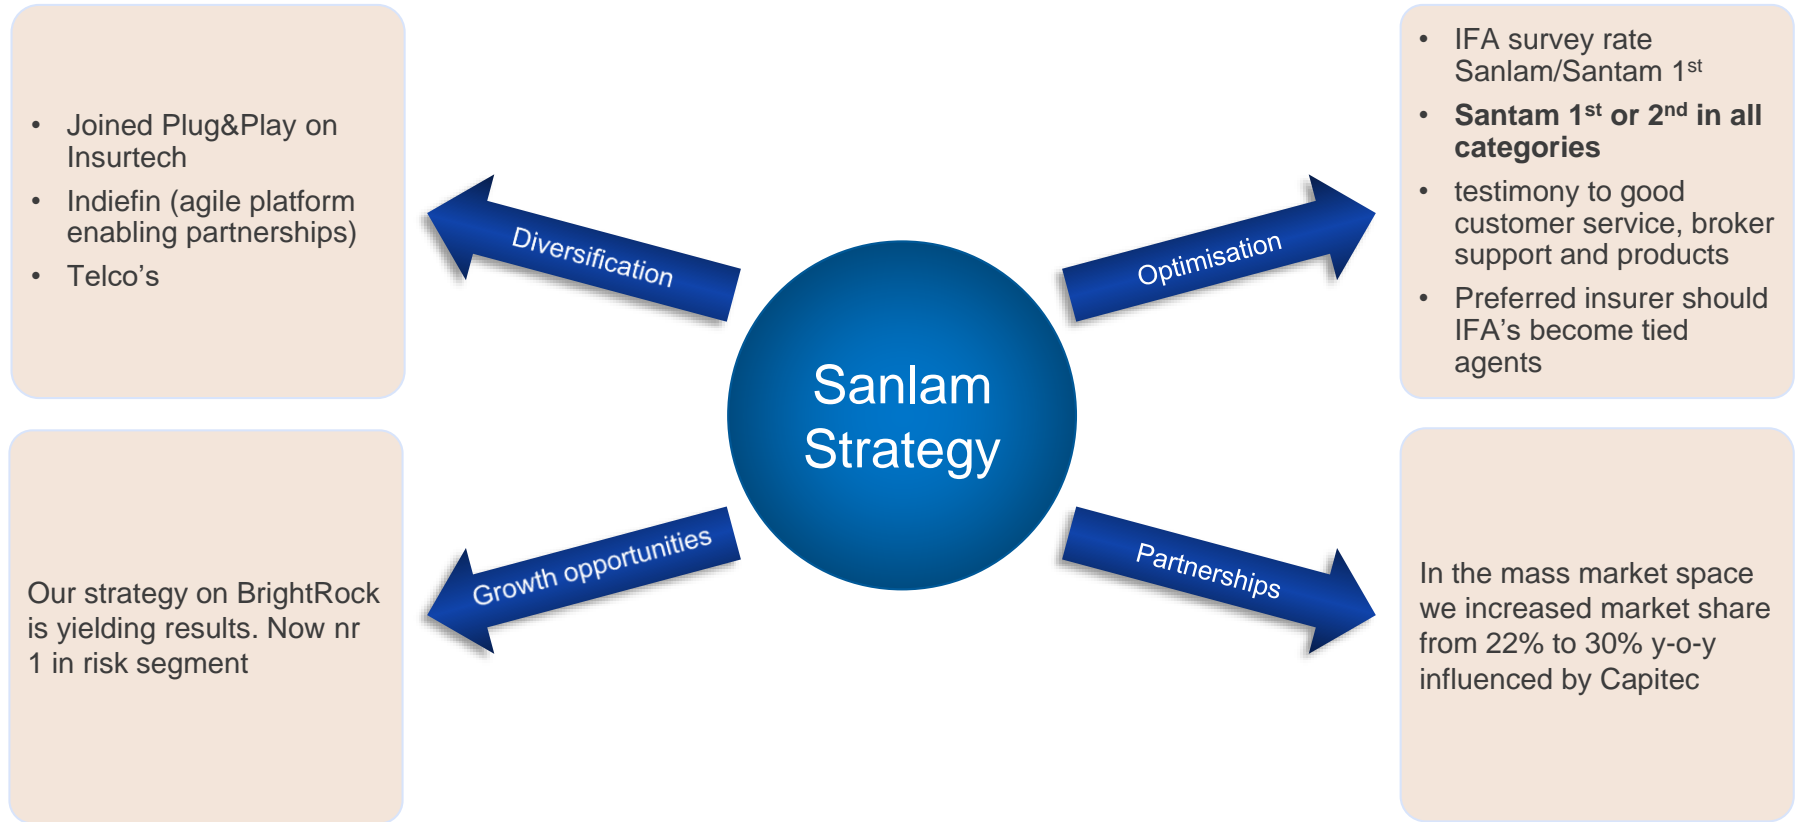 • Joined Plug&Play on
Insurtech
• Indiefin (agile platform
enabling partnerships)
• Telco’s
Diversification
Sanlam
Strategy
Optimisation
• IFA survey rate
Sanlam/Santam 1st
• Santam 1st or 2nd in all
categories
• testimony to good
customer service, broker
support and products
• Preferred insurer should
IFA’s become tied
agents
Our strategy on BrightRock
is yielding results. Now nr
1 in risk segment
Growth opportunities
Partnerships
In the mass market space
we increased market share
from 22% to 30% y-o-y
influenced by Capitec